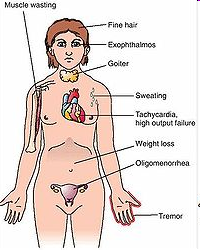 Muscle wasting
Fine hair
Exophthalmos
Goiter
Sweating
Tachycardia,
high output failure
Weight loss
Oligomenorrhea
Tremor